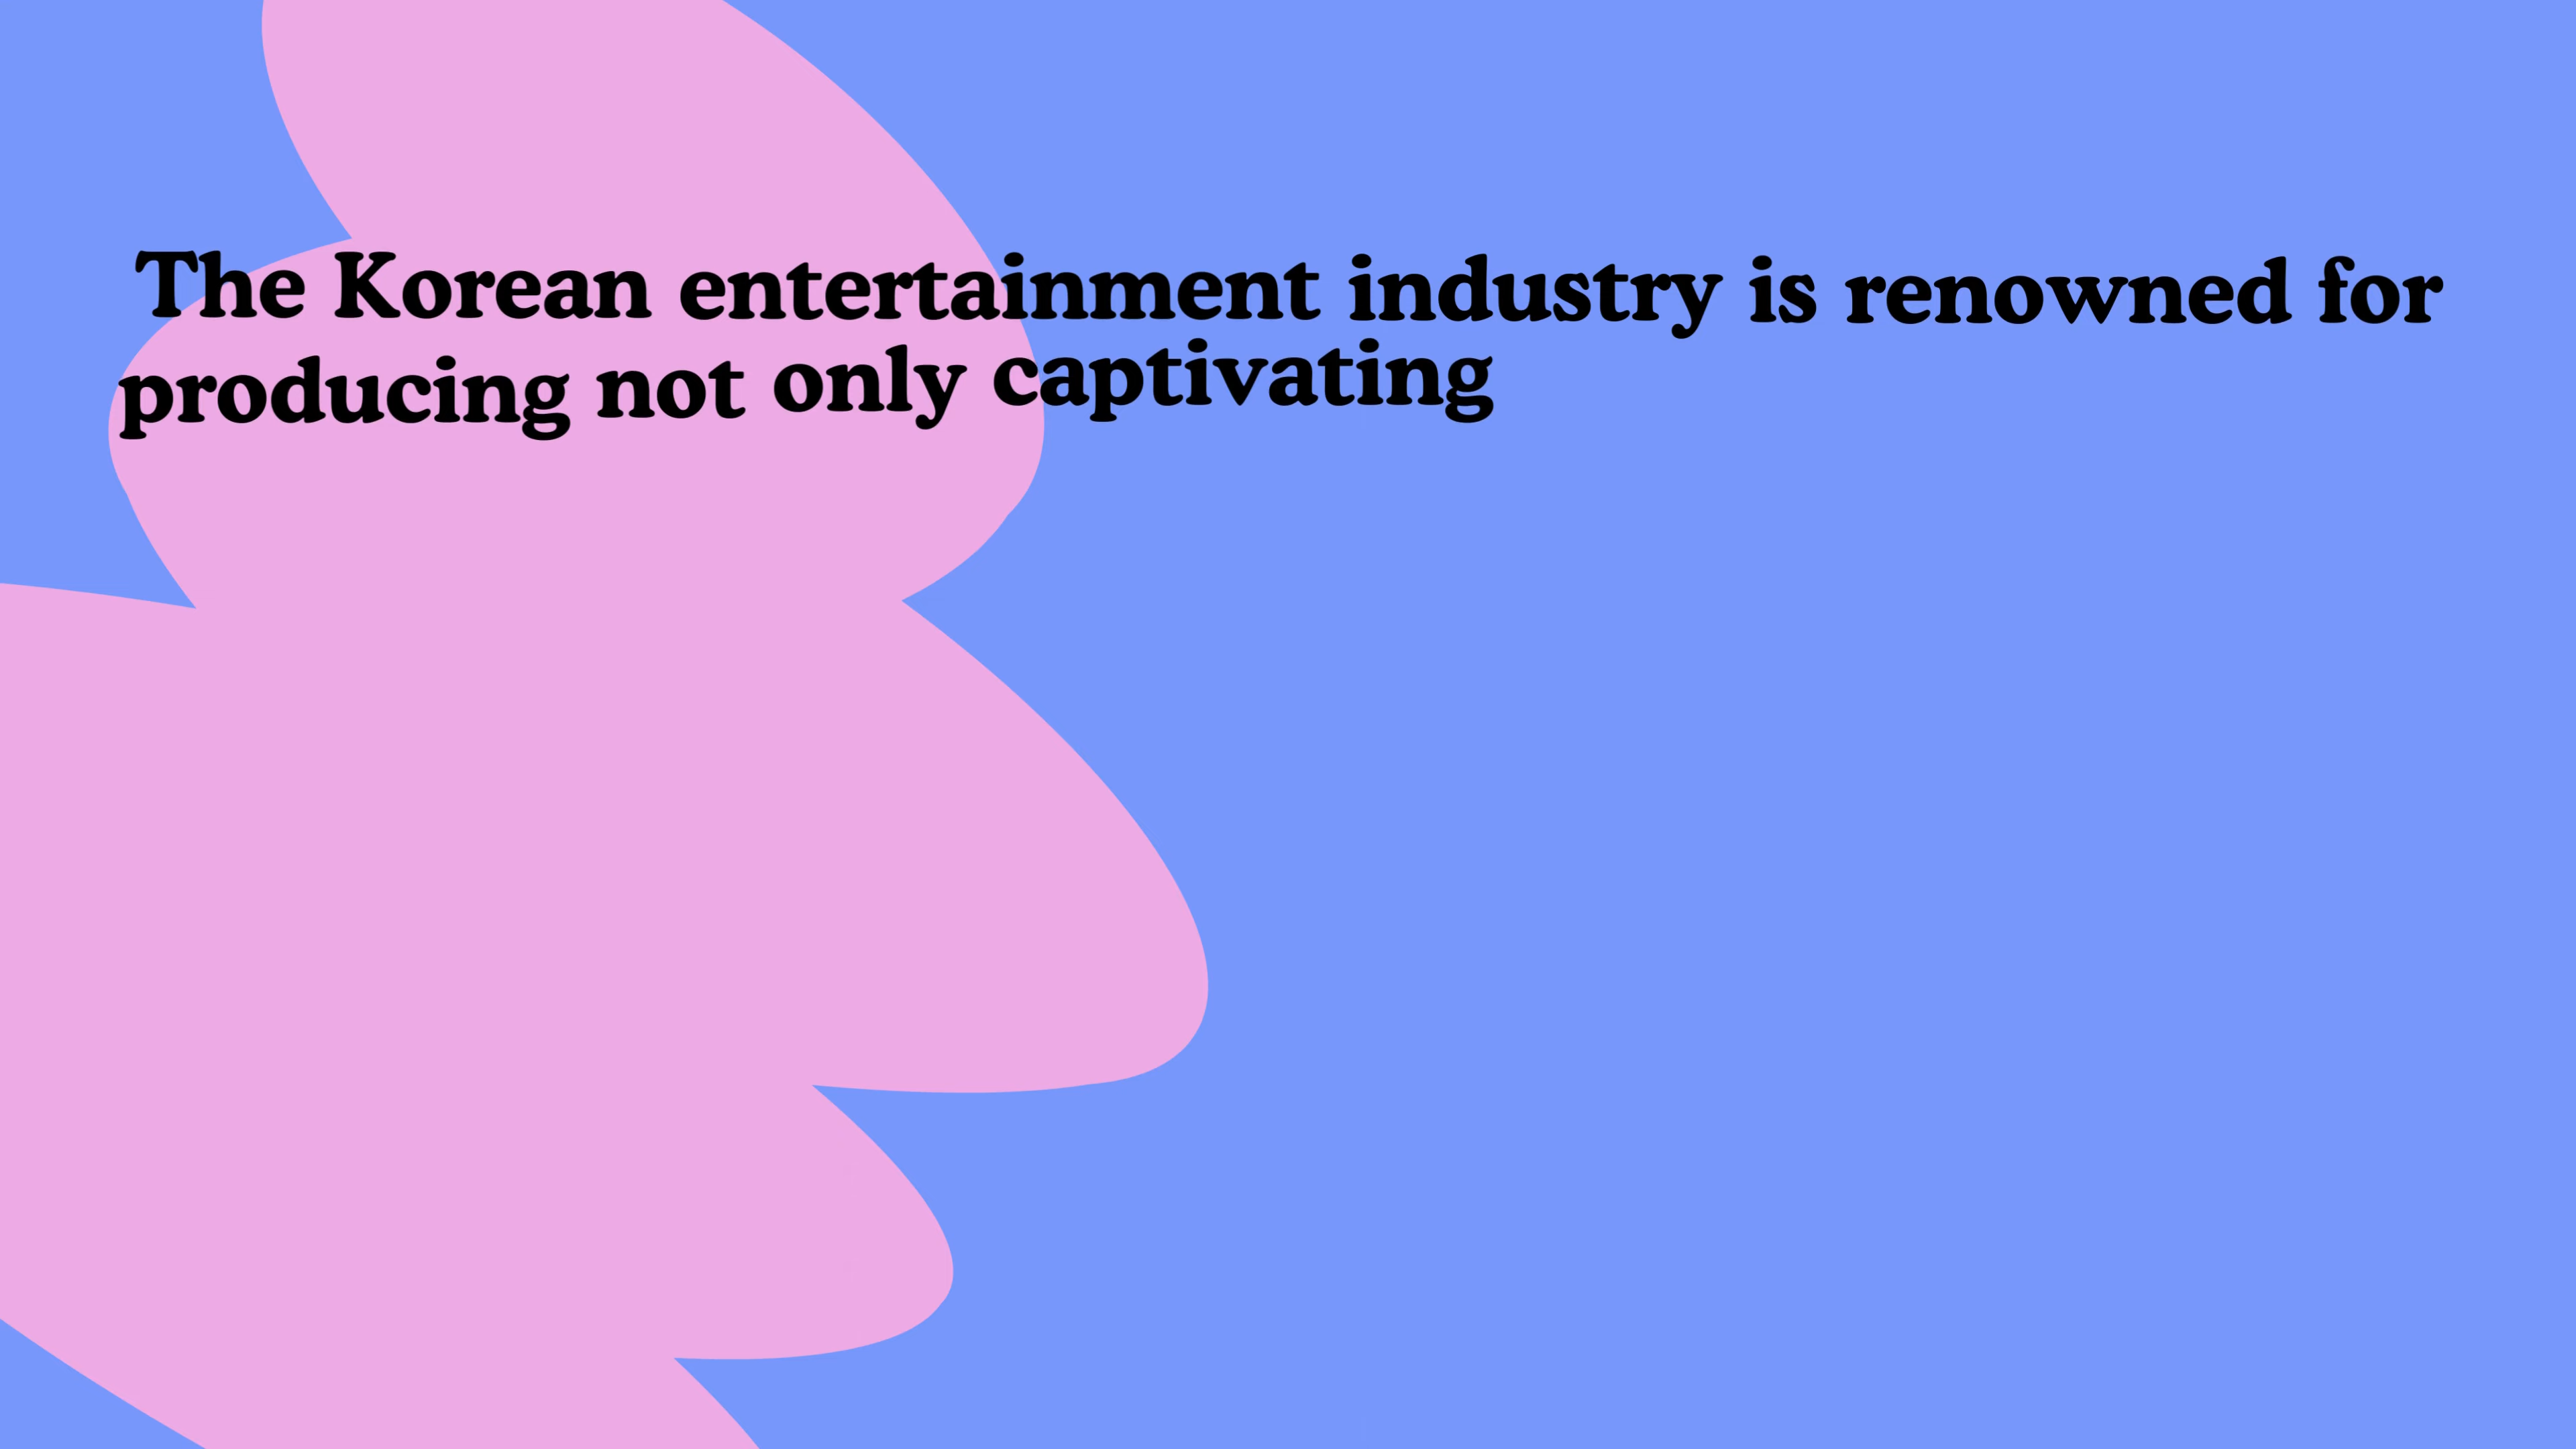 The Korean entertainment industry is renowned for
producing not only captivating